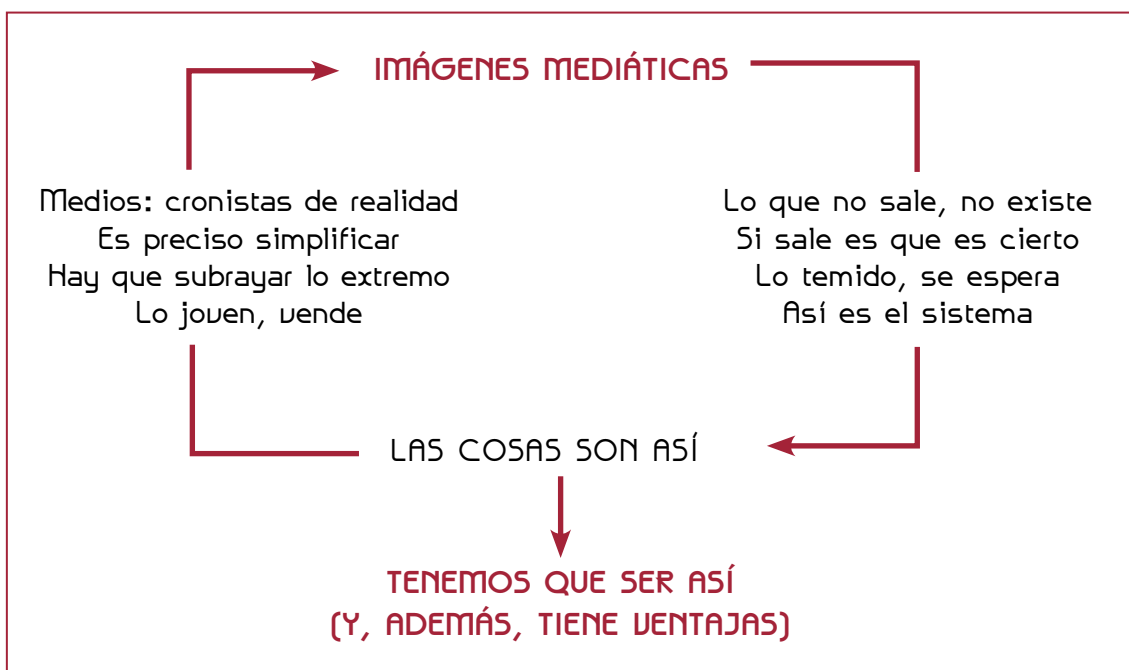 IMÁGENES MEDIÁTICAS
Medios: cronistas de realidad
Es preciso simplificar
Hay que subrayar lo extremo
Lo joven, vende
Lo que no sale, no existe
Si sale es que es cierto
Lo temido, se espera
Así es el sistema
LAS COSAS SON ASÍ
TENEMOS QUE SER ASÍ
(Y, ADEMÁS, TIENE VENTAJAS)